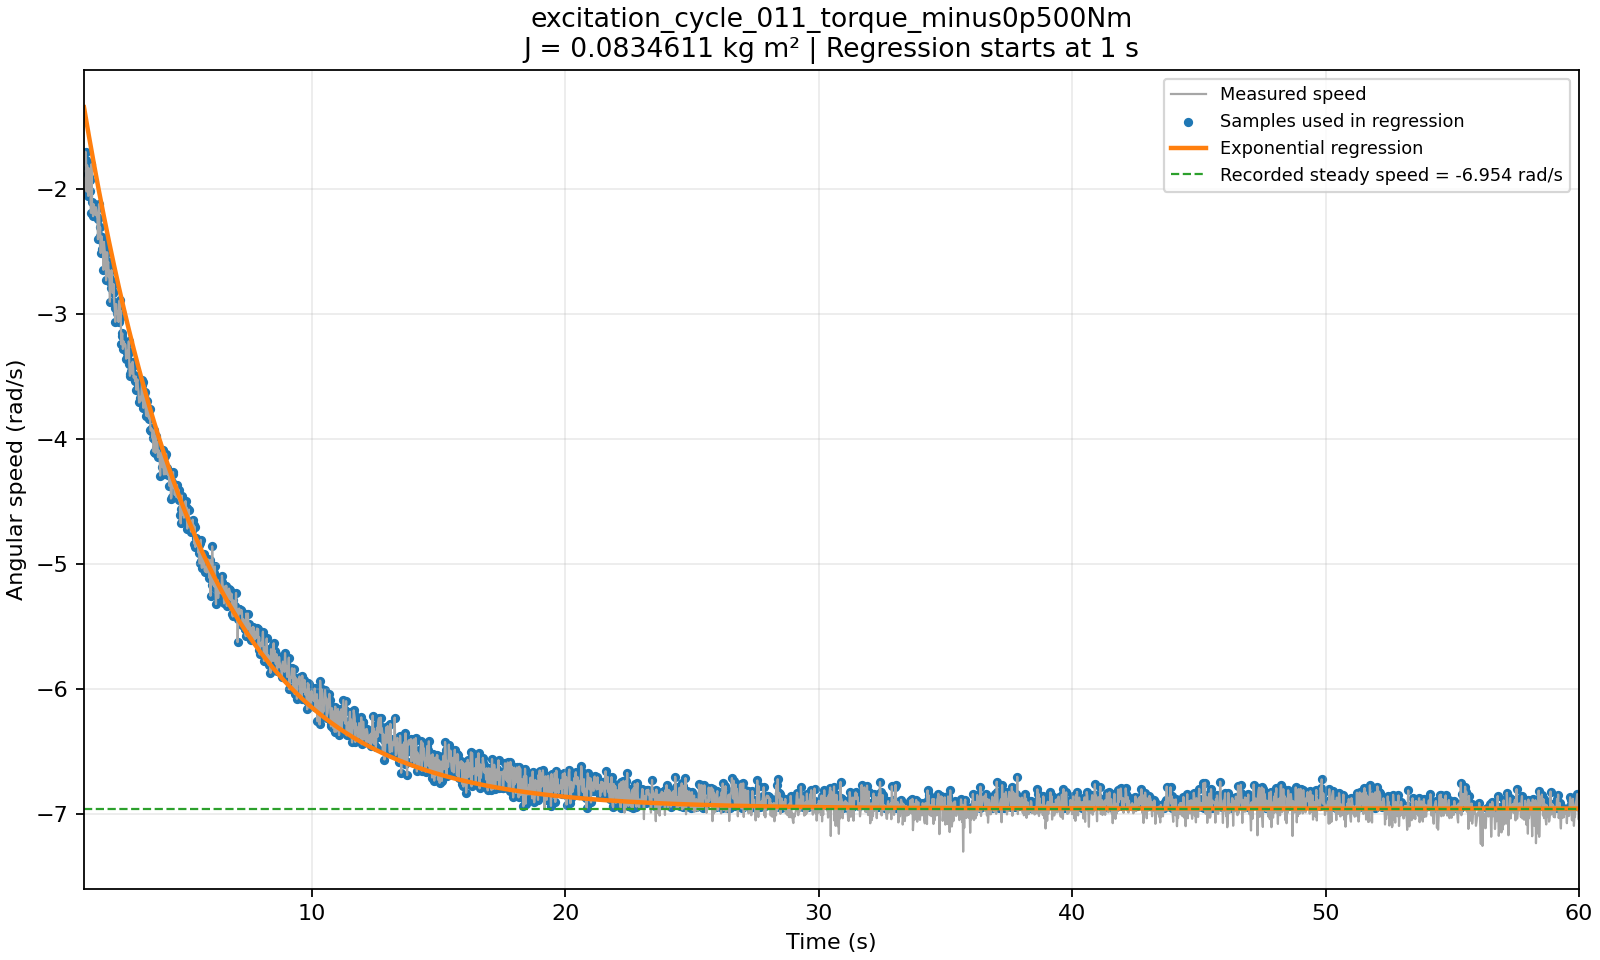 excitation_cycle_011_torque_minus0p500Nm
J = 0.0834611 kg m² | Regression starts at 1 s
Measured speed
Samples used in regression
Exponential regression
Recorded steady speed = -6.954 rad/s
Angular speed (rad/s)
−2
−3
−4
−5
−6
−7
10
20
30
40
50
60
Time (s)